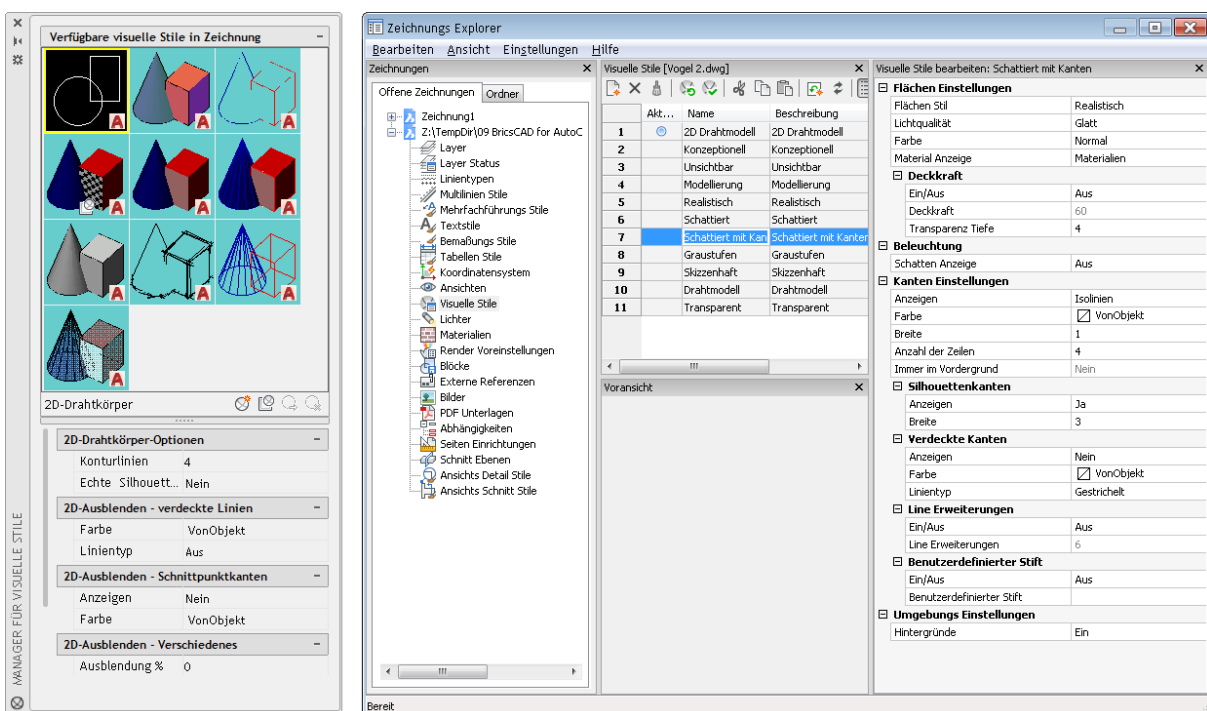 Verfügbare visuelle Stile in Zeichnung
2D-Drahtkörper
2D-Drahtkörper-Optionen
Konturlinien 4
Echte Silhouett... Nein
2D-Ausblenden - verdeckte Linien
Farbe VonObjekt
Linientyp Aus
2D-Ausblenden - Schnittpunktkanten
Anzeigen Nein
Farbe VonObjekt
2D-Ausblenden - Verschiedenes
Ausblendung % 0
MANAGER FÜR VISUELLE STILE
Zeichnungs Explorer
Bearbeiten Ansicht Einstellungen Hilfe
Zeichnungen
Offene Zeichnungen Ordner
Zeichnung1
Z:\TempDir\09 BricsCAD for AutoC
Layer
Layer Status
Linientypen
Multilinien Stile
Mehrfachführungs Stile
Textstile
Bemaßungs Stile
Tabellen Stile
Koordinatensystem
Ansichten
Visuelle Stile
Lichter
Materialien
Render Voreinstellungen
Blöcke
Externe Referenzen
Bilder
PDF Unterlagen
Abhängigkeiten
Seiten Einrichtungen
Schnitt Ebenen
Ansichts Detail Stile
Ansichts Schnitt Stile
Visuelle Stile [Vogel 2.dwg]
Akt... Name Beschreibung
1 2D Drahtmodell 2D Drahtmodell
2 Konzeptionell Konzeptionell
3 Unsichtbar Unsichtbar
4 Modellierung Modellierung
5 Realistisch Realistisch
6 Schattiert Schattiert
7 Schattiert mit Kan Schattiert mit Kanten
8 Graustufen Graustufen
9 Skizzenhaft Skizzenhaft
10 Drahtmodell Drahtmodell
11 Transparent Transparent
Voransicht
Visuelle Stile bearbeiten: Schattiert mit Kanten
Flächen Einstellungen
Flächen Stil Realistisch
Lichtqualität Glatt
Farbe Normal
Material Anzeige Materialien
Deckkraft
Ein/Aus Aus
Deckkraft 60
Transparenz Tiefe 4
Beleuchtung
Schatten Anzeige Aus
Kanten Einstellungen
Anzeigen Isolinien
Farbe VonObjekt
Breite 1
Anzahl der Zeilen 4
Immer im Vordergrund Nein
Silhouettenkanten
Anzeigen Ja
Breite 3
Verdeckte Kanten
Anzeigen Nein
Farbe VonObjekt
Linientyp Gestrichelt
Line Erweiterungen
Ein/Aus Aus
Line Erweiterungen 6
Benutzerdefinierter Stift
Ein/Aus Aus
Benutzerdefinierter Stift
Umgebungs Einstellungen
Hintergründe Ein
Bereit